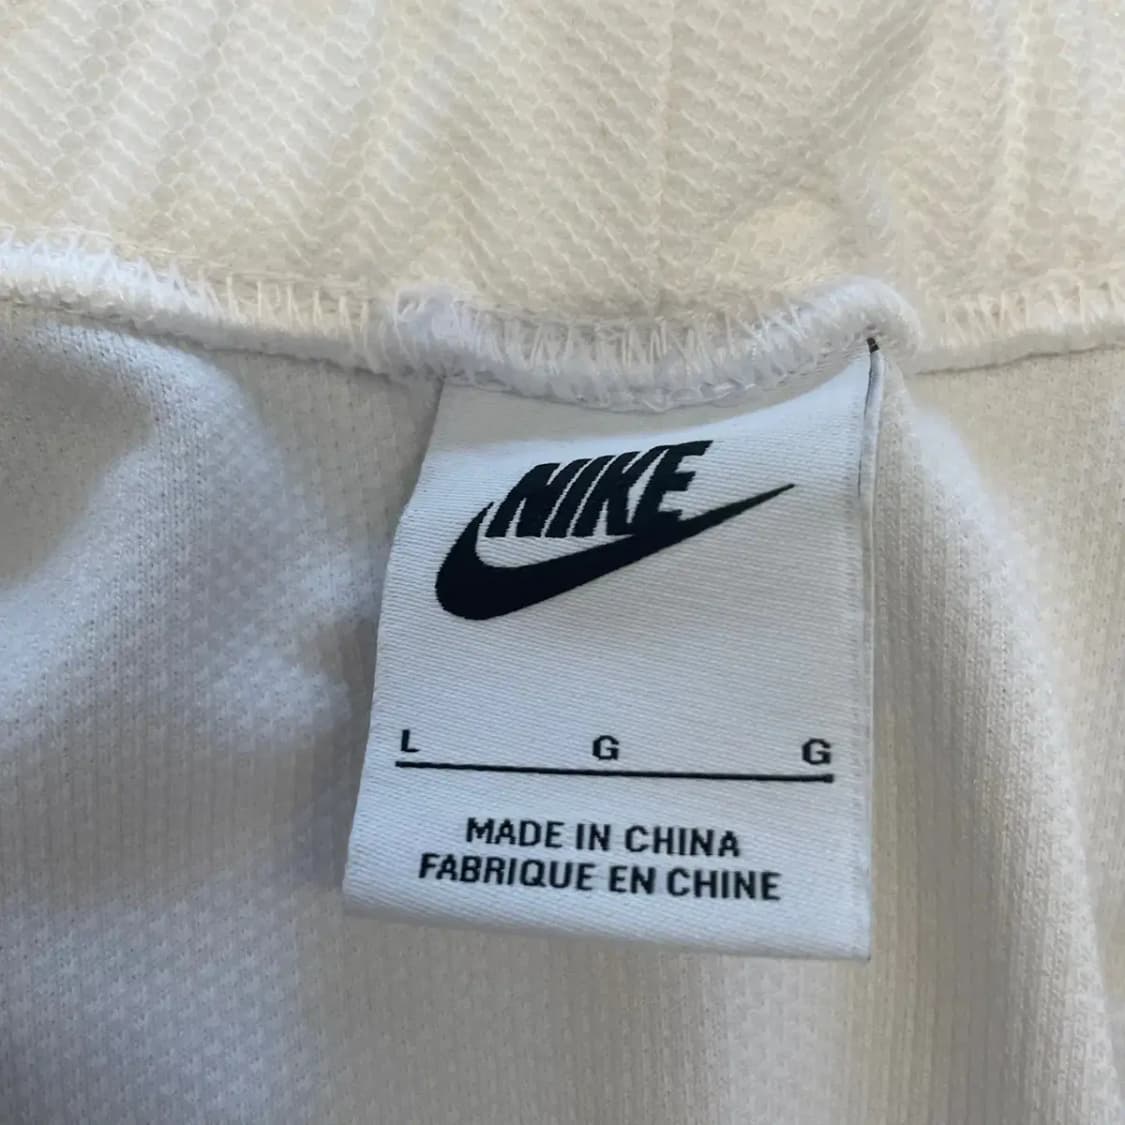 NIKE
L G G
MADE IN CHINA
FABRIQUE EN CHINE